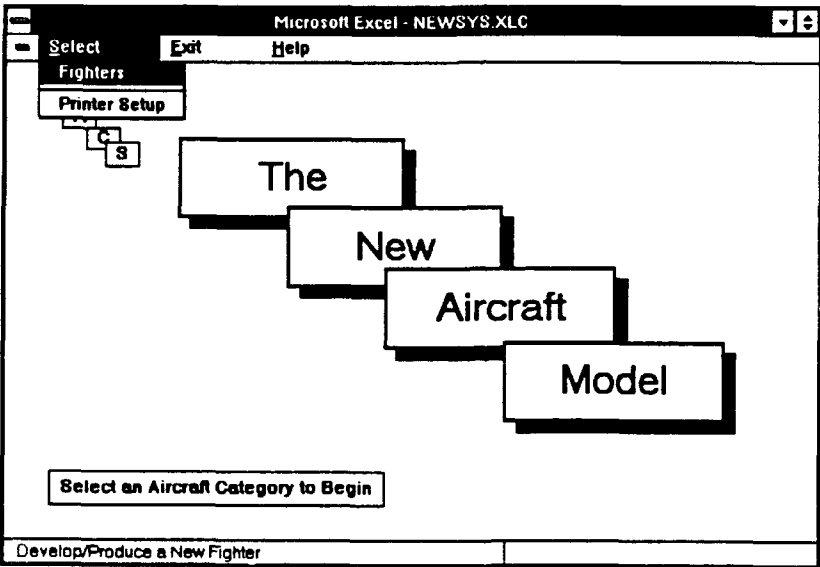 Microsoft Excel - NEWSYS.XLC
Select Exit Help
Fighters
Printer Setup
C
S
The
New
Aircraft
Model
Select an Aircraft Category to Begin
Develop/Produce a New Fighter